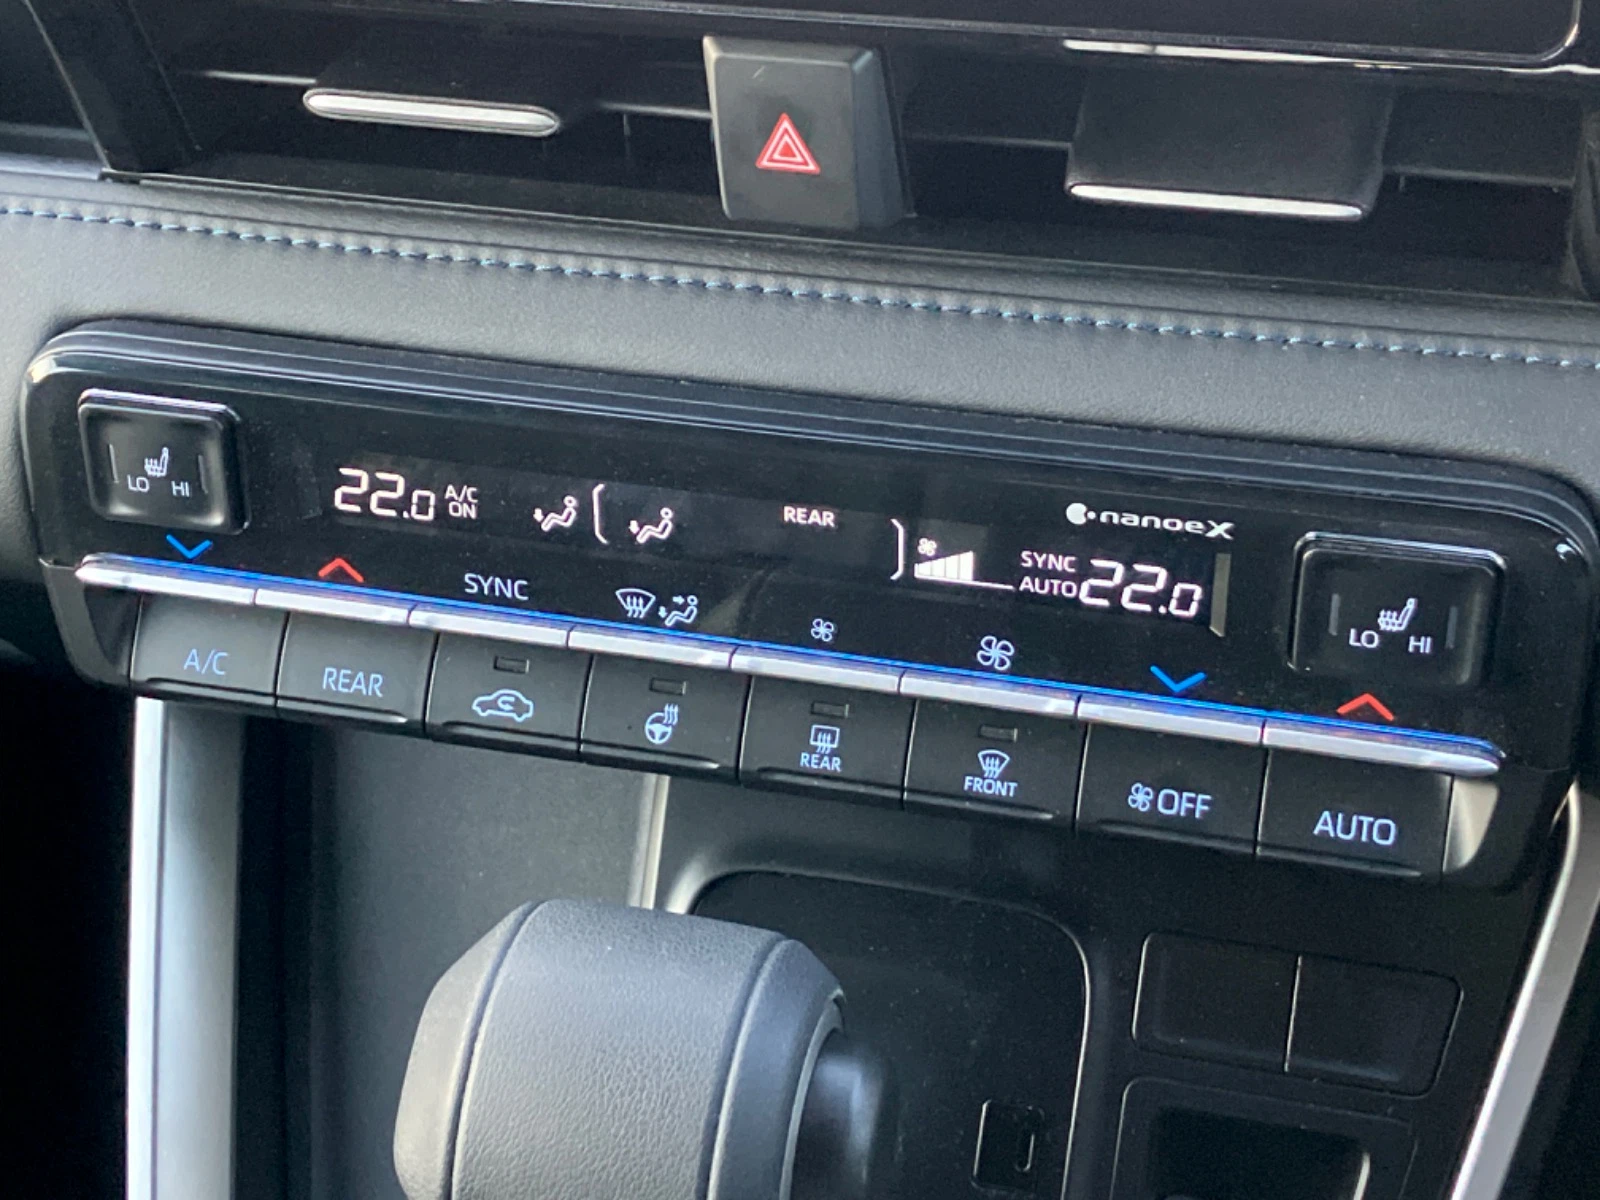 LO HI
22.0 A/C ON
REAR
nanoeX
SYNC
AUTO 22.0
LO HI
SYNC
A/C
REAR
REAR
FRONT
OFF
AUTO